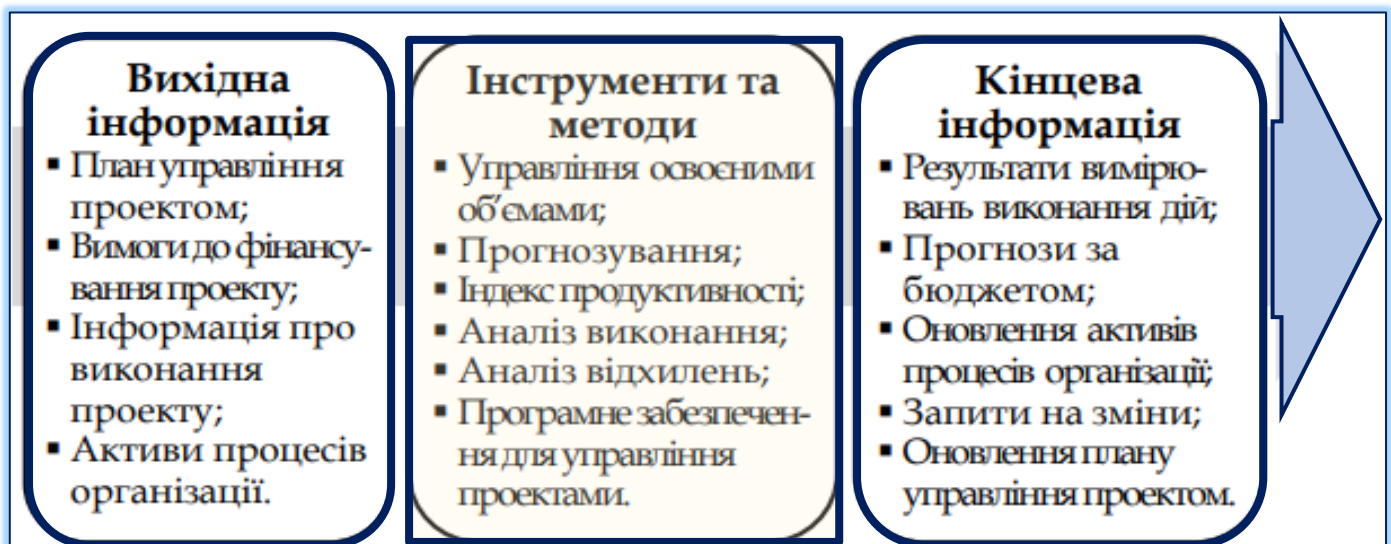 Вихідна
інформація
▪ План управління
проектом;
▪ Вимоги до фінансу-
вання проекту;
▪ Інформація про
виконання
проекту;
▪ Активи процесів
організації.
Інструменти та
методи
▪ Управління освоєними
об’ємами;
▪ Прогнозування;
▪ Індекс продуктивності;
▪ Аналіз виконання;
▪ Аналіз відхилень;
▪ Програмне забезпечен-
ня для управління
проектами.
Кінцева
інформація
▪ Результати вимірю-
вань виконання дій;
▪ Прогнози за
бюджетом;
▪ Оновлення активів
процесів організації;
▪ Запити на зміни;
▪ Оновлення плану
управління проектом.